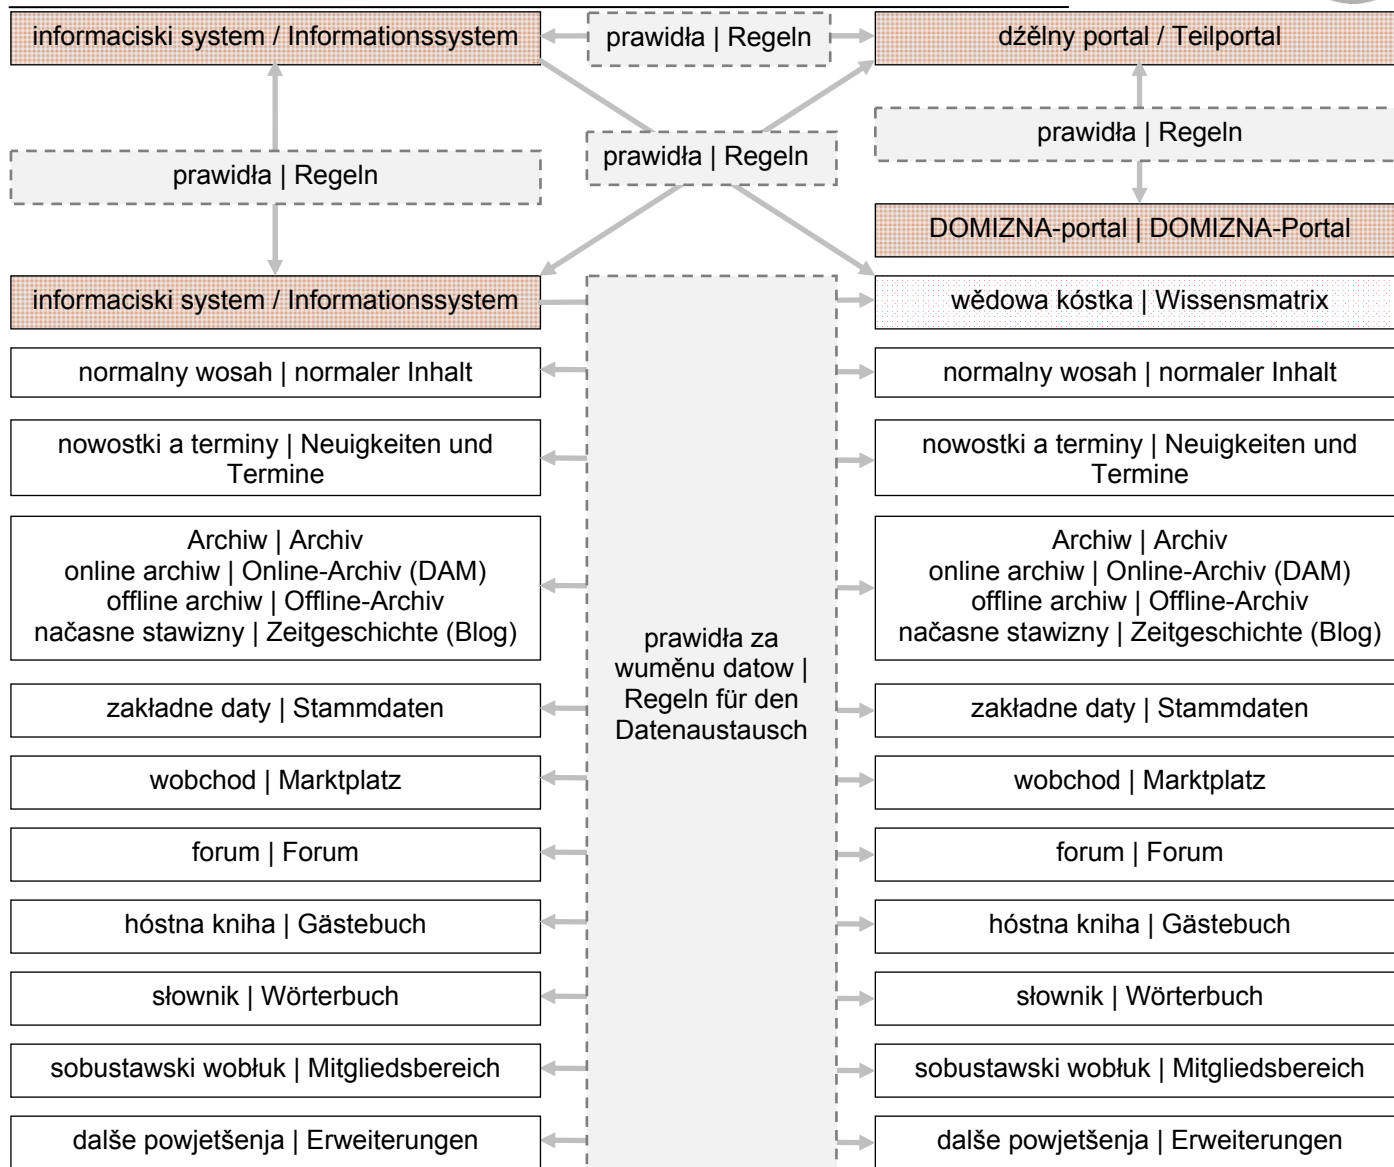 informaciski system / Informationssystem
prawidła | Regeln
dźělny portal / Teilportal
prawidła | Regeln
prawidła | Regeln
prawidła | Regeln
DOMIZNA-portal | DOMIZNA-Portal
informaciski system / Informationssystem
wědowa kóstka | Wissensmatrix
normalny wosah | normaler Inhalt
normalny wosah | normaler Inhalt
nowostki a terminy | Neuigkeiten und
Termine
nowostki a terminy | Neuigkeiten und
Termine
Archiw | Archiv
online archiw | Online-Archiv (DAM)
offline archiw | Offline-Archiv
načasne stawizny | Zeitgeschichte (Blog)
Archiw | Archiv
online archiw | Online-Archiv (DAM)
offline archiw | Offline-Archiv
načasne stawizny | Zeitgeschichte (Blog)
prawidła za
wuměnu datow |
Regeln für den
Datenaustausch
zakładne daty | Stammdaten
zakładne daty | Stammdaten
wobchod | Marktplatz
wobchod | Marktplatz
forum | Forum
forum | Forum
hóstna kniha | Gästebuch
hóstna kniha | Gästebuch
słownik | Wörterbuch
słownik | Wörterbuch
sobustawski wobłuk | Mitgliedsbereich
sobustawski wobłuk | Mitgliedsbereich
dalše powjetšenja | Erweiterungen
dalše powjetšenja | Erweiterungen